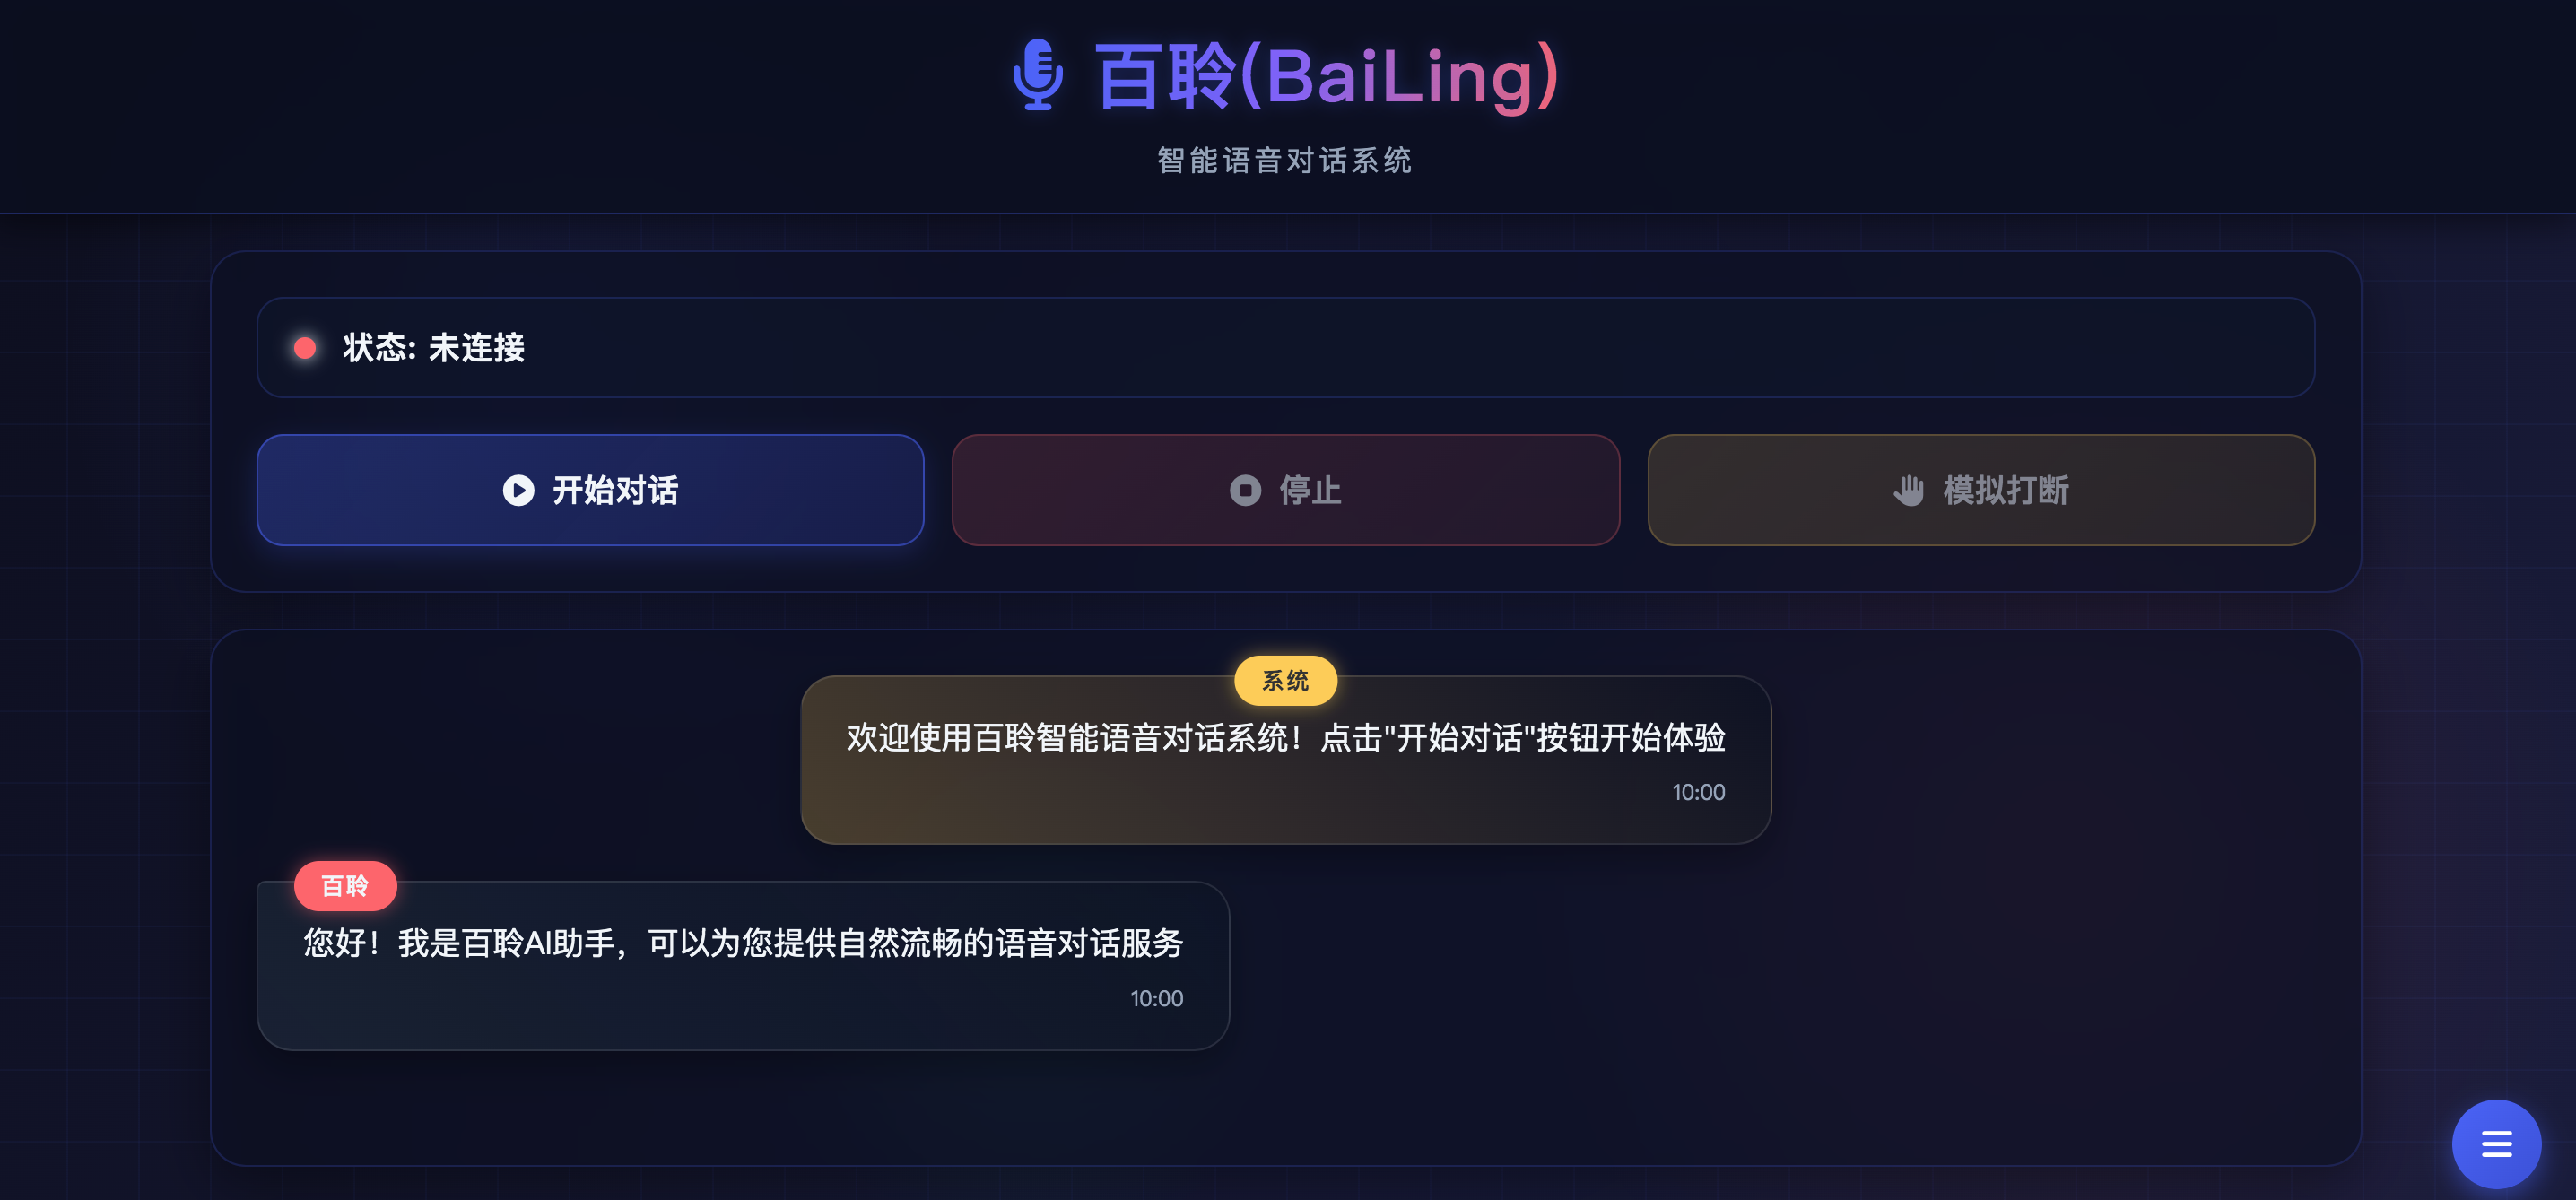 百聆(BaiLing)
智能语音对话系统
状态: 未连接
开始对话
停止
模拟打断
系统
欢迎使用百聆智能语音对话系统！点击"开始对话"按钮开始体验
10:00
百聆
您好！我是百聆AI助手，可以为您提供自然流畅的语音对话服务
10:00